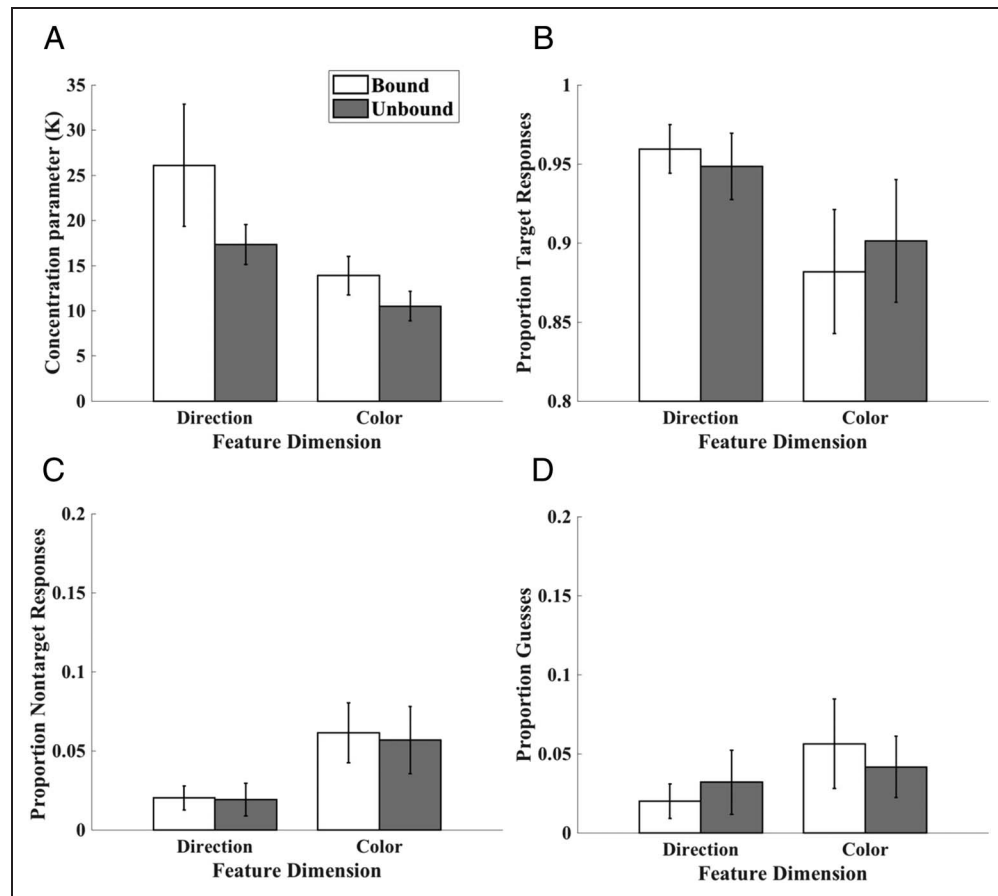 A
Concentration parameter (K)
35
30
25
20
15
10
5
0
Bound
Unbound
Direction
Color
Feature Dimension
B
Proportion Target Responses
1
0.95
0.9
0.85
0.8
Direction
Color
Feature Dimension
C
Proportion Nontarget Responses
0.2
0.15
0.1
0.05
0
Direction
Color
Feature Dimension
D
Proportion Guesses
0.2
0.15
0.1
0.05
0
Direction
Color
Feature Dimension